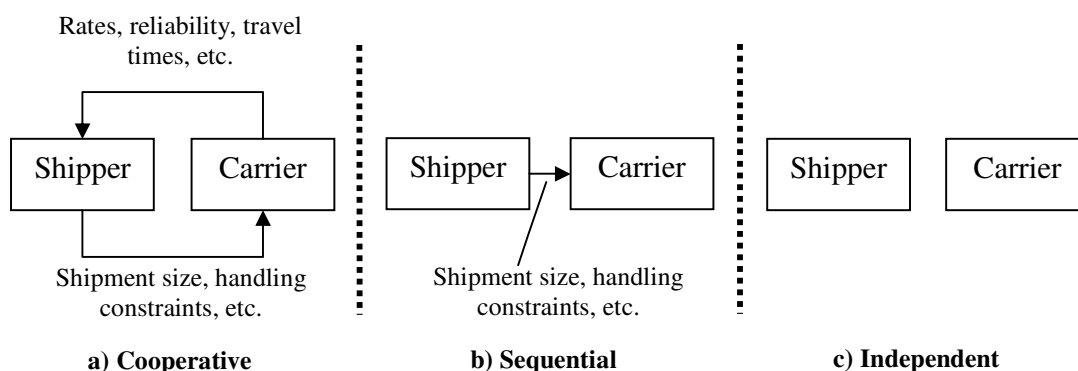 Rates, reliability, travel
times, etc.
Shipper
Carrier
Shipment size, handling
constraints, etc.
a) Cooperative
Shipper
Carrier
Shipment size, handling
constraints, etc.
b) Sequential
Shipper
Carrier
c) Independent